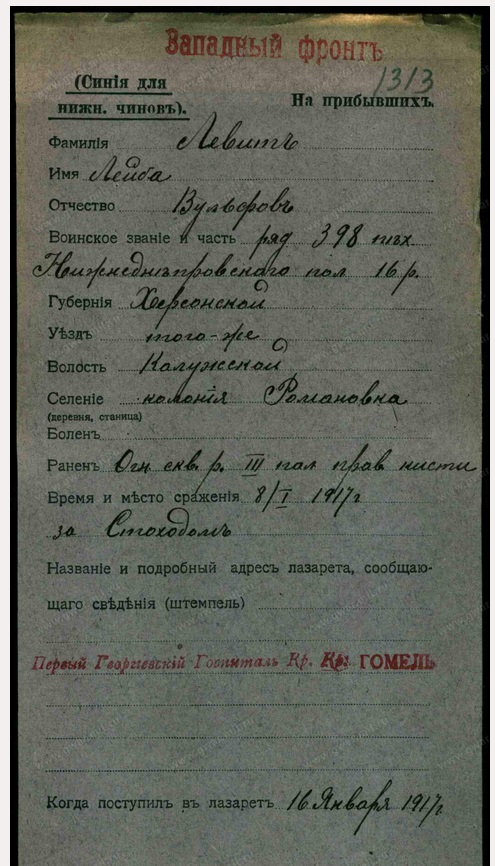 Западный фронтъ
1313
(Синія для
нижн. чиновъ).
На прибывшихъ.
Фамилія Левитъ
Имя Лейба
Отчество Вульфовъ
Воинское званіе и часть ряд 398 пѣх.
Нижнеднѣпровскаго пол 16 р.
Губернія Херсонской
Уѣздъ того-же
Волость Калужской
Селеніе колонія Романовка
(деревня, станица)
Боленъ
Раненъ Огн скв. р. III пал прав кисти
Время и мѣсто сраженія 8/I 1917 г
за Стоходомъ
Названіе и подробный адресъ лазарета, сообщаю-
щаго свѣдѣнія (штемпель)
Первый Георгіевскій Госпиталь Кр. Кр. ГОМЕЛЬ
Когда поступилъ въ лазаретъ 16 Января 1917 г